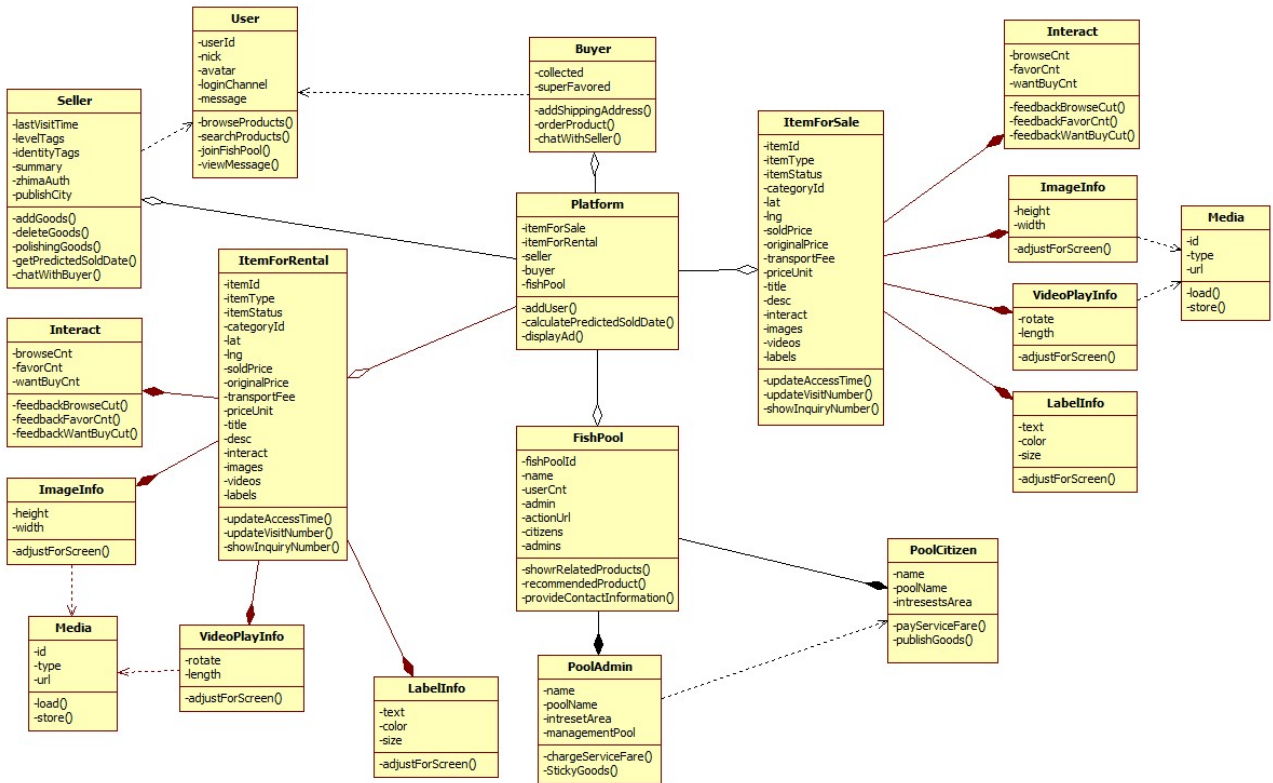 User
-userId
-nick
-avatar
-loginChannel
-message
-browseProducts()
-searchProducts()
-joinFishPool()
-viewMessage()
Buyer
-collected
-superFavored
-addShippingAddress()
-orderProduct()
-chatWithSeller()
Interact
-browseCnt
-favorCnt
-wantBuyCnt
-feedbackBrowseCut()
-feedbackFavorCnt()
-feedbackWantBuyCut()
Seller
-lastVisitTime
-levelTags
-identityTags
-summary
-zhimaAuth
-publishCity
-addGoods()
-deleteGoods()
-polishingGoods()
-getPredictedSoldDate()
-chatWithBuyer()
ItemForSale
-itemId
-itemType
-itemStatus
-categoryId
-lat
-lng
-soldPrice
-originalPrice
-transportFee
-priceUnit
-title
-desc
-interact
-images
-videos
-labels
-updateAccessTime()
-updateVisitNumber()
-showInquiryNumber()
ImageInfo
-height
-width
-adjustForScreen()
Media
-id
-type
-url
-load()
-store()
Platform
-itemForSale
-itemForRental
-seller
-buyer
-fishPool
-addUser()
-calculatePredictedSoldDate()
-displayAd()
ItemForRental
-itemId
-itemType
-itemStatus
-categoryId
-lat
-lng
-soldPrice
-originalPrice
-transportFee
-priceUnit
-title
-desc
-interact
-images
-videos
-labels
-updateAccessTime()
-updateVisitNumber()
-showInquiryNumber()
VideoPlayInfo
-rotate
-length
-adjustForScreen()
Interact
-browseCnt
-favorCnt
-wantBuyCnt
-feedbackBrowseCut()
-feedbackFavorCnt()
-feedbackWantBuyCut()
LabelInfo
-text
-color
-size
-adjustForScreen()
FishPool
-fishPoolId
-name
-userCnt
-admin
-actionUrl
-citizens
-admins
-showrRelatedProducts()
-recommendedProduct()
-provideContactInformation()
ImageInfo
-height
-width
-adjustForScreen()
PoolCitizen
-name
-poolName
-intresestsArea
-payServiceFare()
-publishGoods()
Media
-id
-type
-url
-load()
-store()
VideoPlayInfo
-rotate
-length
-adjustForScreen()
LabelInfo
-text
-color
-size
-adjustForScreen()
PoolAdmin
-name
-poolName
-intresetArea
-managementPool
-chargeServiceFare()
-StickyGoods()